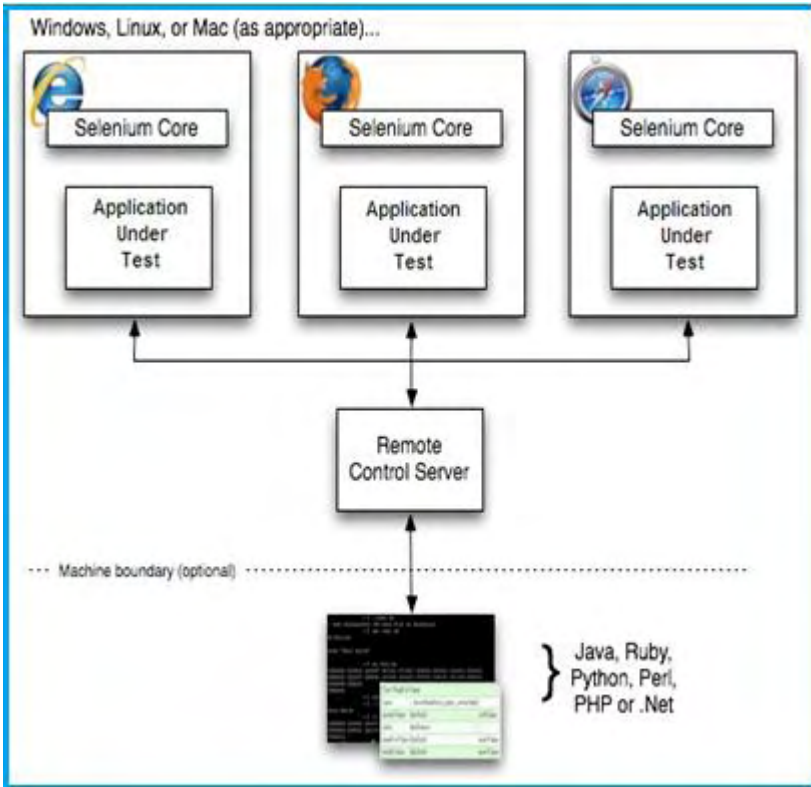 Windows, Linux, or Mac (as appropriate)...
Selenium Core
Application
Under
Test
Selenium Core
Application
Under
Test
Selenium Core
Application
Under
Test
Remote
Control Server
Machine boundary (optional)
Java, Ruby,
Python, Perl,
PHP or .Net